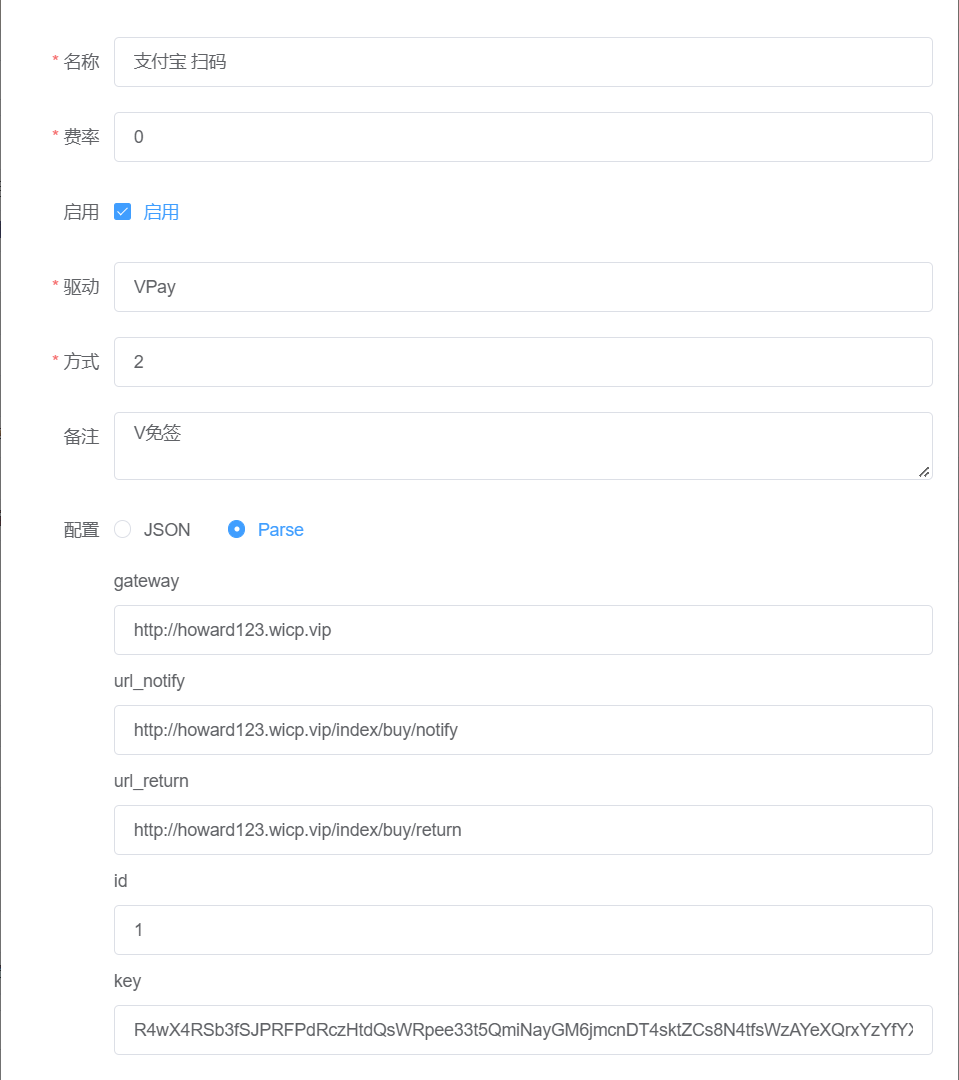 * 名称 支付宝 扫码
* 费率 0
启用 启用
* 驱动 VPay
* 方式 2
备注 V免签
配置 JSON Parse
gateway
http://howard123.wicp.vip
url_notify
http://howard123.wicp.vip/index/buy/notify
url_return
http://howard123.wicp.vip/index/buy/return
id
1
key
R4wX4RSb3fSJPRFPdRczHtdQsWRpee33t5QmiNayGM6jmcnDT4sktZCs8N4tfsWzAYeXQrxYzYfYX